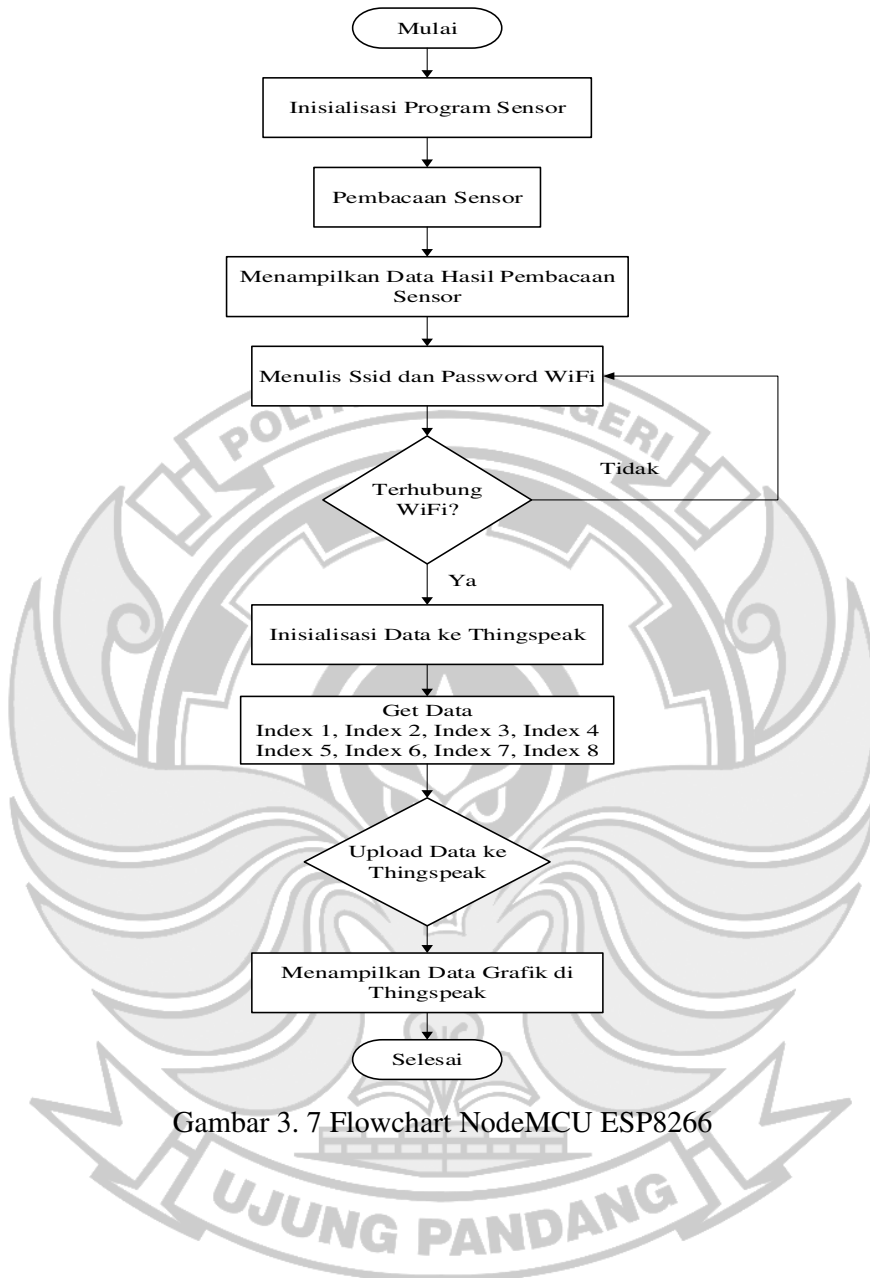 Mulai
Inisialisasi Program Sensor
Pembacaan Sensor
Menampilkan Data Hasil Pembacaan
Sensor
Menulis Ssid dan Password WiFi
Tidak
Terhubung
WiFi?
Ya
Inisialisasi Data ke Thingspeak
Get Data
Index 1, Index 2, Index 3, Index 4
Index 5, Index 6, Index 7, Index 8
Upload Data ke
Thingspeak
Menampilkan Data Grafik di
Thingspeak
Selesai
Gambar 3. 7 Flowchart NodeMCU ESP8266
UJUNG PANDANG